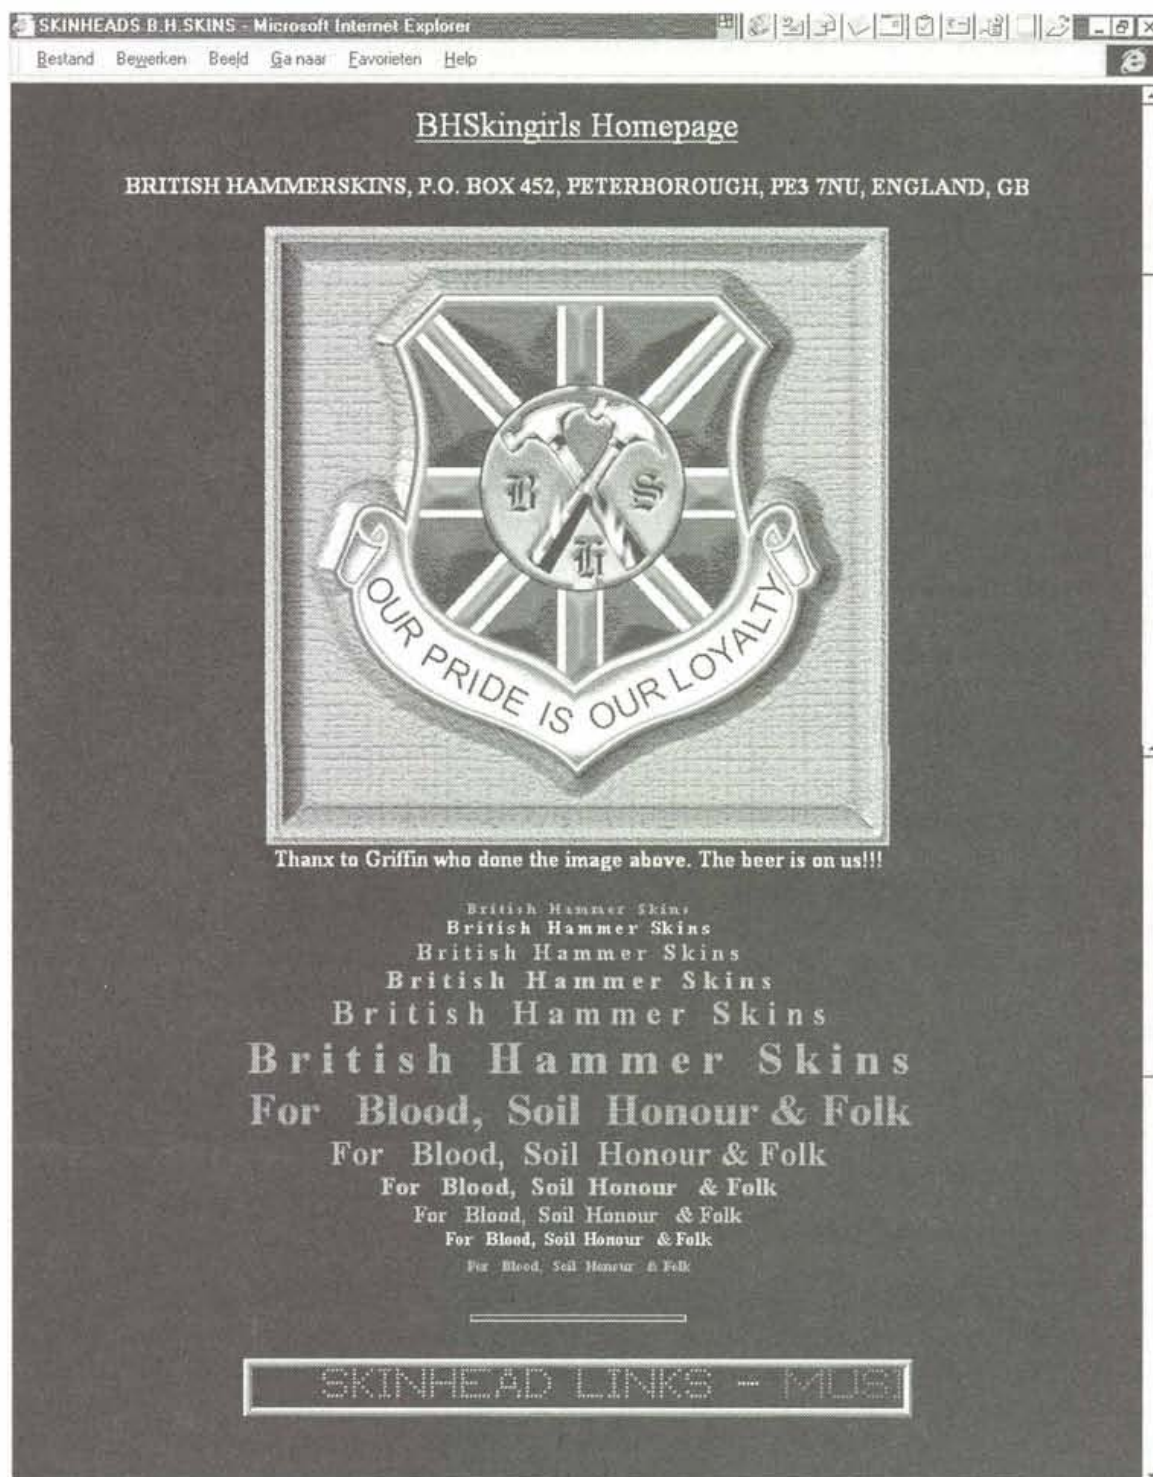 SKINHEADS B.H.SKINS - Microsoft Internet Explorer
Bestand Bewerken Beeld Ga naar Favorieten Help
BHSkingirls Homepage
BRITISH HAMMERSKINS, P.O. BOX 452, PETERBOROUGH, PE3 7NU, ENGLAND, GB
B S
H
OUR PRIDE IS OUR LOYALTY
Thanx to Griffin who done the image above. The beer is on us!!!
British Hammer Skins
British Hammer Skins
British Hammer Skins
British Hammer Skins
British Hammer Skins
British Hammer Skins
For Blood, Soil Honour & Folk
For Blood, Soil Honour & Folk
For Blood, Soil Honour & Folk
For Blood, Soil Honour & Folk
For Blood, Soil Honour & Folk
For Blood, Soil Honour & Folk
SKINHEAD LINKS - MUSI